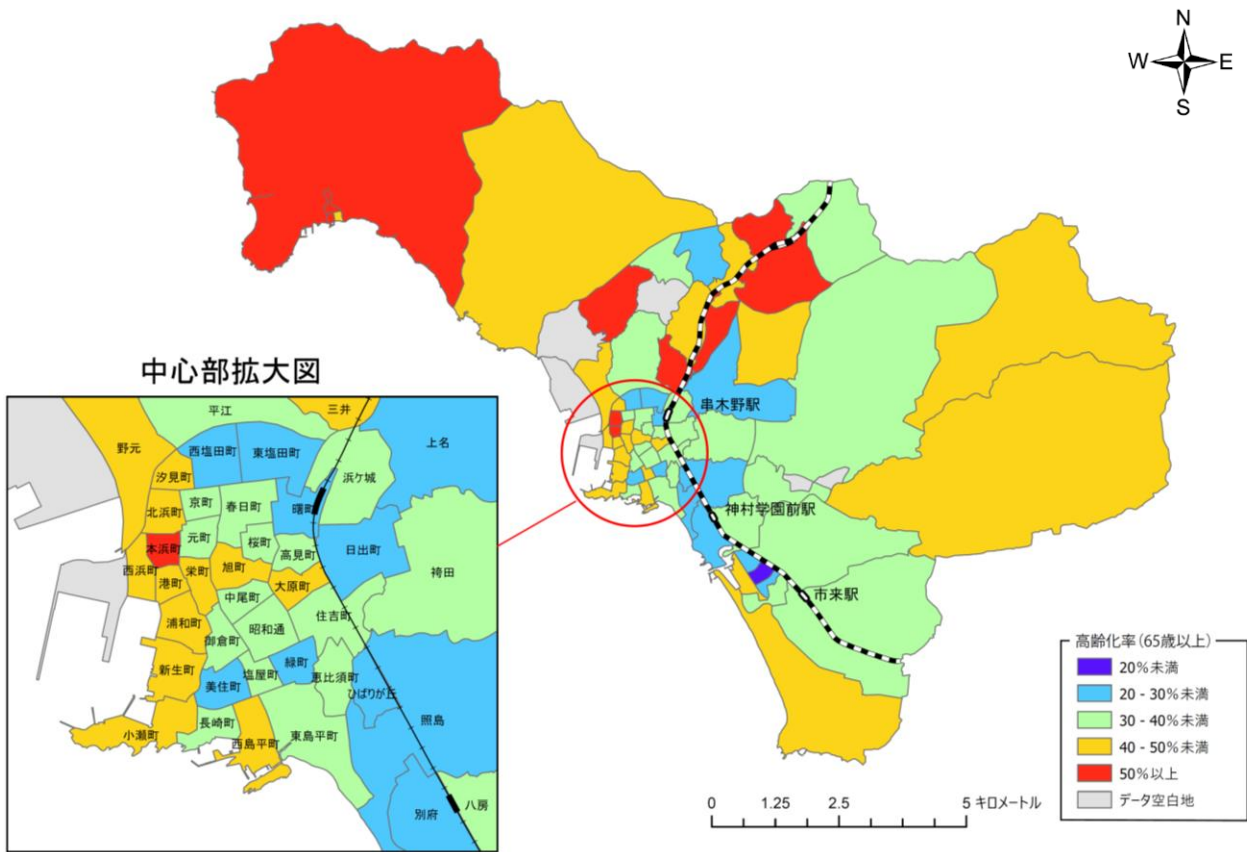 N
W E
S
串木野駅
神村学園前駅
市来駅
中心部拡大図
平江
三井
野元
西塩田町
東塩田町
上名
汐見町
浜ケ城
北浜町
京町
春日町
曙町
本浜町
元町
桜町
高見町
日出町
西浜町
港町
栄町
旭町
大原町
袴田
中尾町
浦和町
御倉町
昭和通
住吉町
新生町
美住町
塩屋町
緑町
恵比須町
ひばりが丘
小瀬町
長崎町
西島平町
東島平町
照島
別府
八房
高齢化率(65歳以上)
20%未満
20 - 30%未満
30 - 40%未満
40 - 50%未満
50%以上
データ空白地
0 1.25 2.5 5 キロメートル